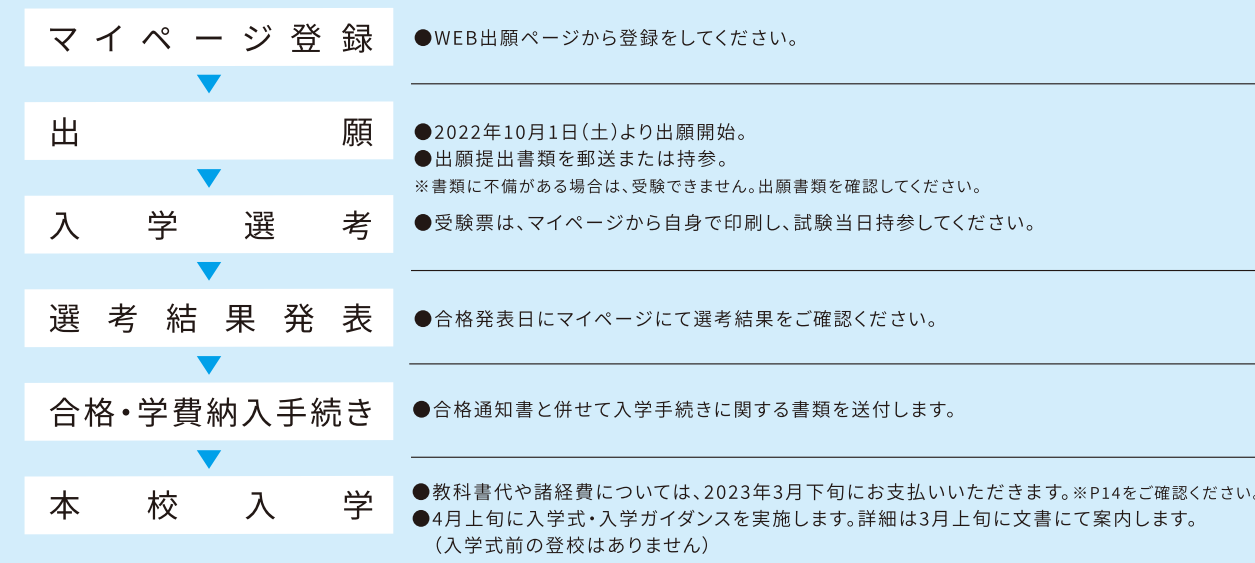 マイページ登録
●WEB出願ページから登録をしてください。
出願
●2022年10月1日(土)より出願開始。
●出願提出書類を郵送または持参。
※書類に不備がある場合は、受験できません。出願書類を確認してください。
入学選考
●受験票は、マイページから自身で印刷し、試験当日持参してください。
選考結果発表
●合格発表日にマイページにて選考結果をご確認ください。
合格・学費納入手続き
●合格通知書と併せて入学手続きに関する書類を送付します。
本校入学
●教科書代や諸経費については、2023年3月下旬にお支払いいただきます。※P14をご確認ください。
●4月上旬に入学式・入学ガイダンスを実施します。詳細は3月上旬に文書にて案内します。
(入学式前の登校はありません)